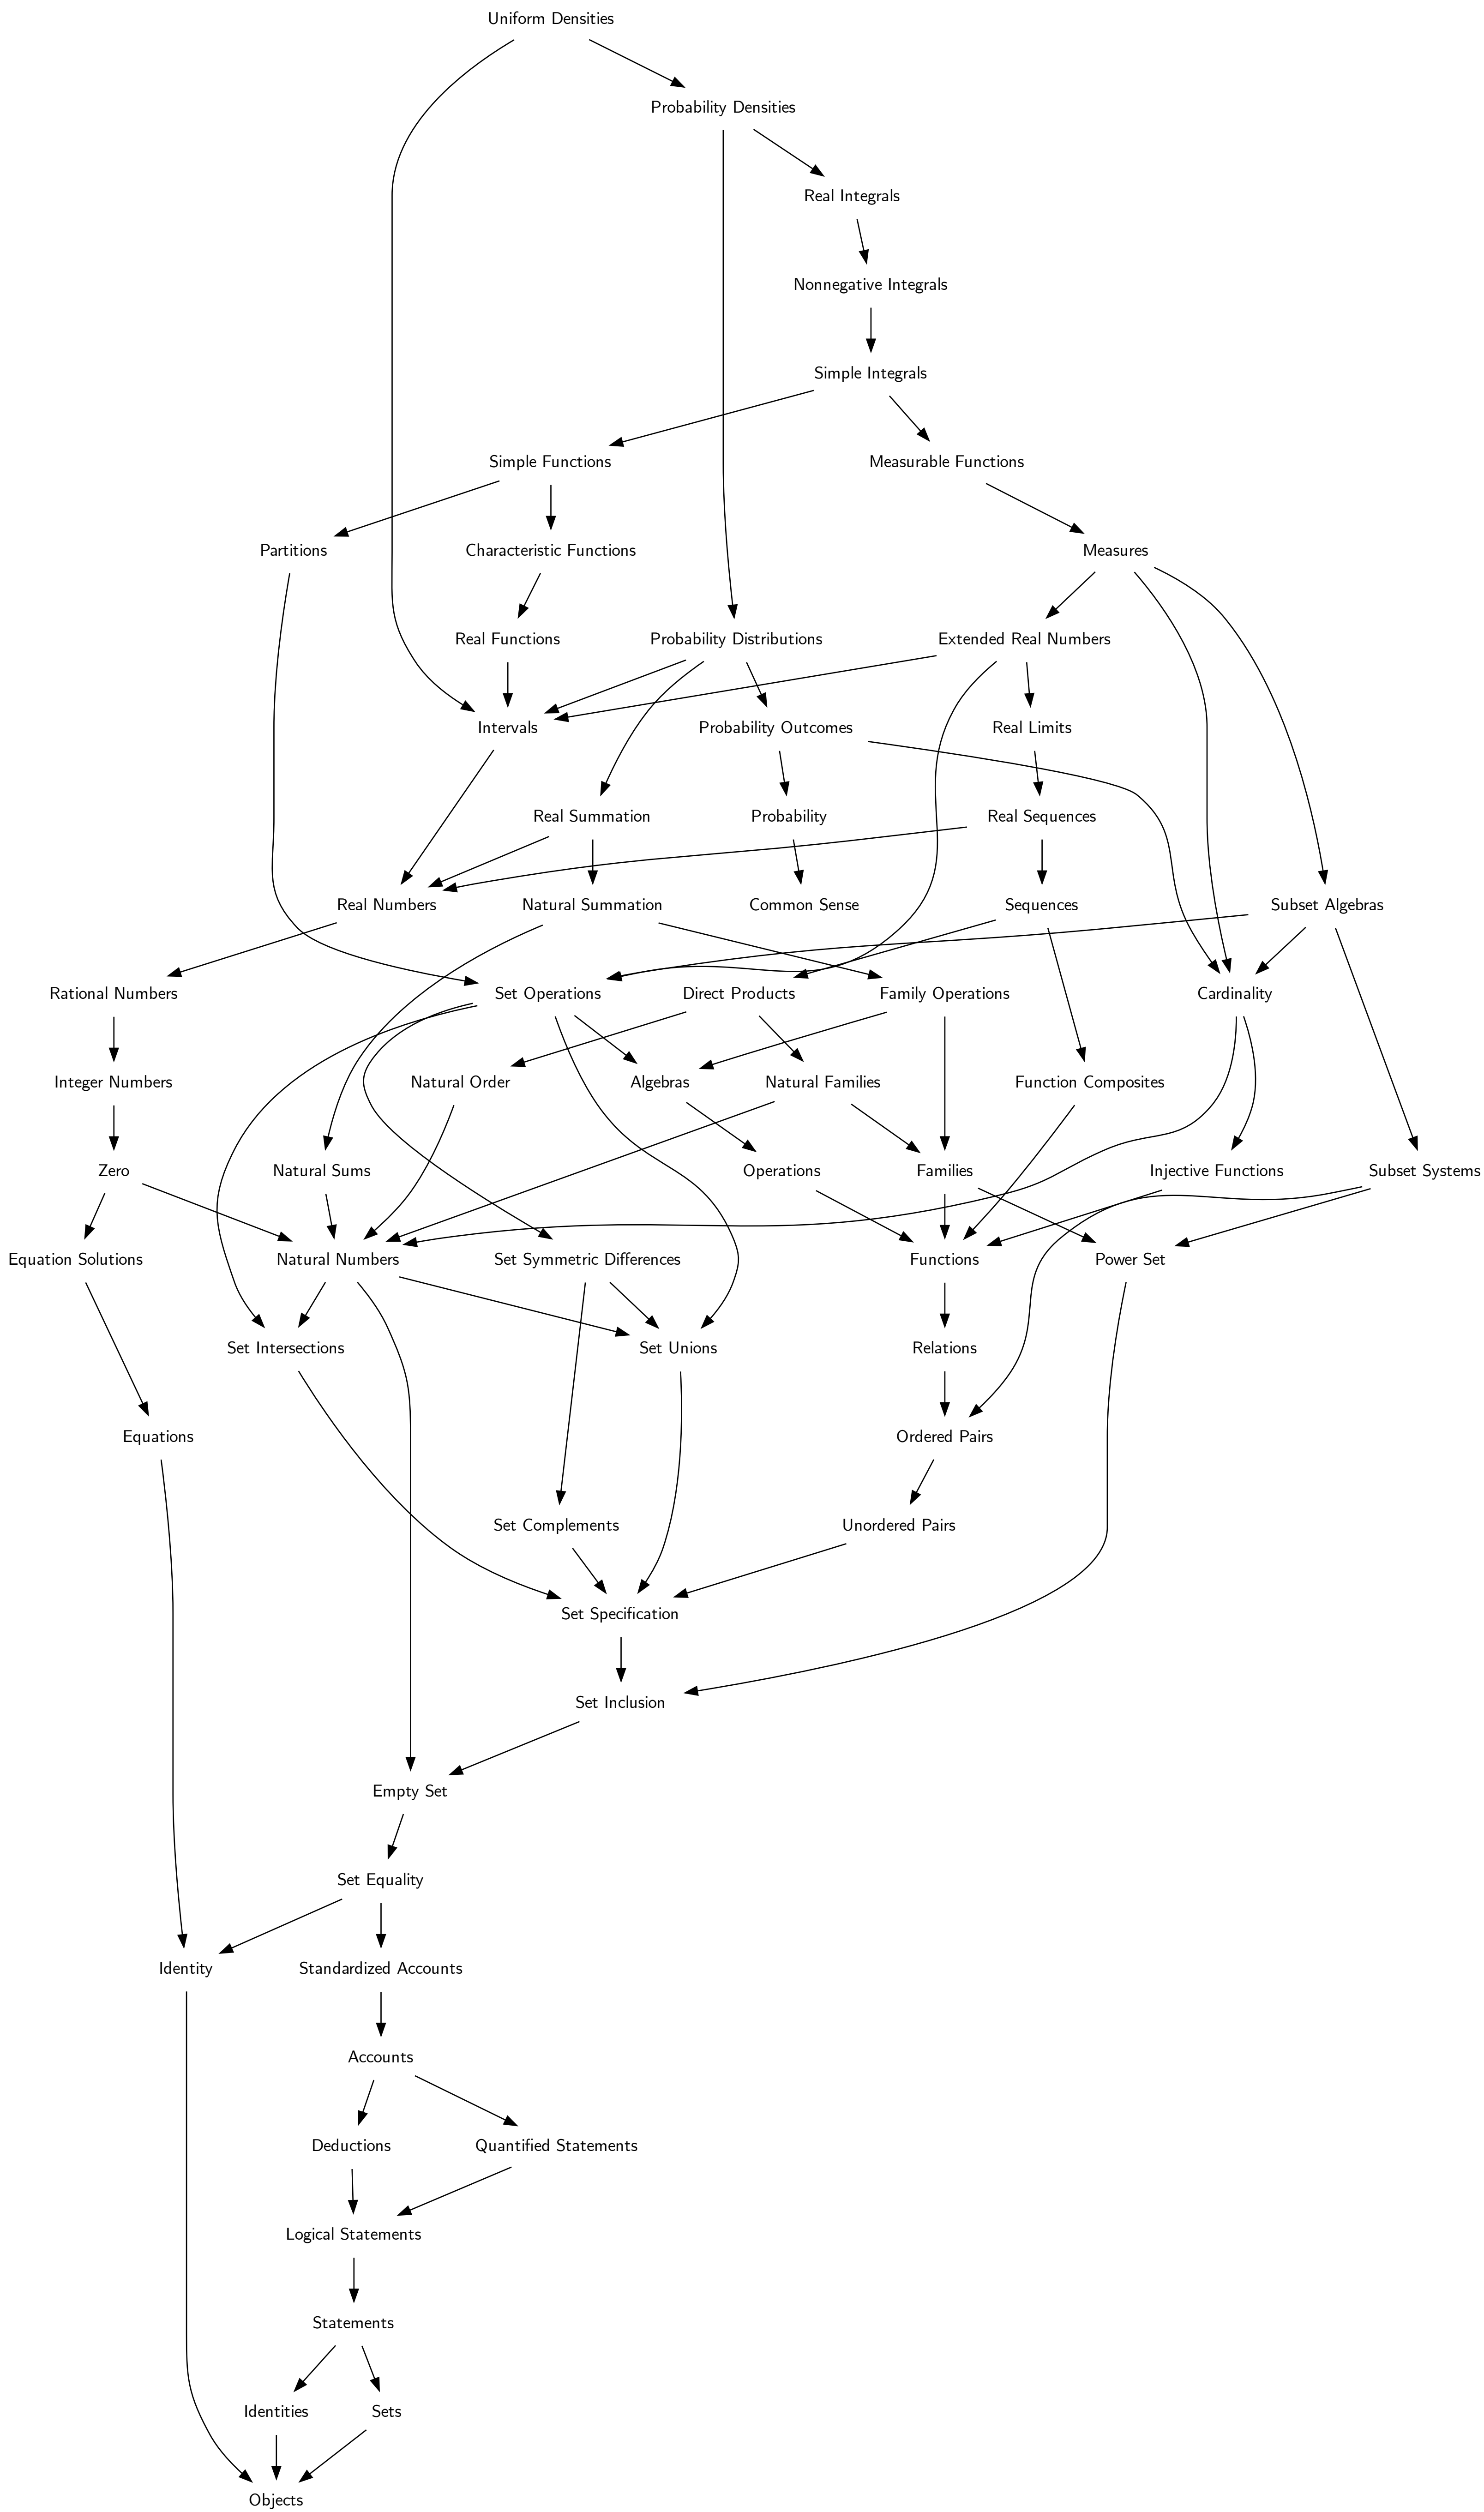 Uniform Densities
Probability Densities
Real Integrals
Nonnegative Integrals
Simple Integrals
Simple Functions
Measurable Functions
Partitions
Characteristic Functions
Measures
Real Functions
Probability Distributions
Extended Real Numbers
Intervals
Probability Outcomes
Real Limits
Real Summation
Probability
Real Sequences
Real Numbers
Natural Summation
Common Sense
Sequences
Subset Algebras
Rational Numbers
Set Operations
Direct Products
Family Operations
Cardinality
Integer Numbers
Natural Order
Algebras
Natural Families
Function Composites
Zero
Natural Sums
Operations
Families
Injective Functions
Subset Systems
Equation Solutions
Natural Numbers
Set Symmetric Differences
Functions
Power Set
Set Intersections
Set Unions
Relations
Equations
Ordered Pairs
Set Complements
Unordered Pairs
Set Specification
Set Inclusion
Empty Set
Set Equality
Identity
Standardized Accounts
Accounts
Deductions
Quantified Statements
Logical Statements
Statements
Identities
Sets
Objects